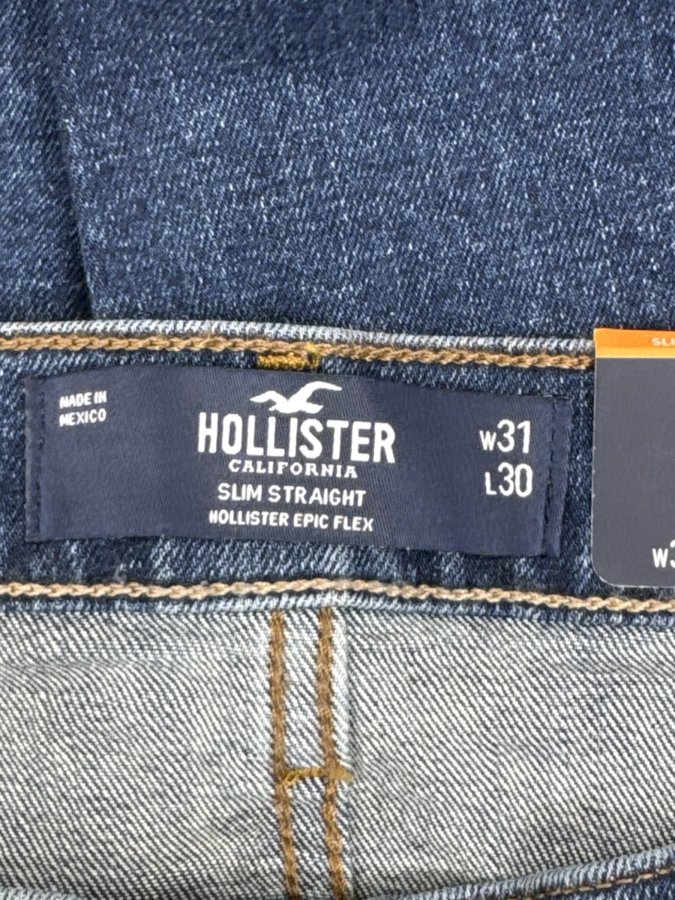 MADE IN
MEXICO
HOLLISTER
CALIFORNIA
SLIM STRAIGHT
HOLLISTER EPIC FLEX
W31
L30